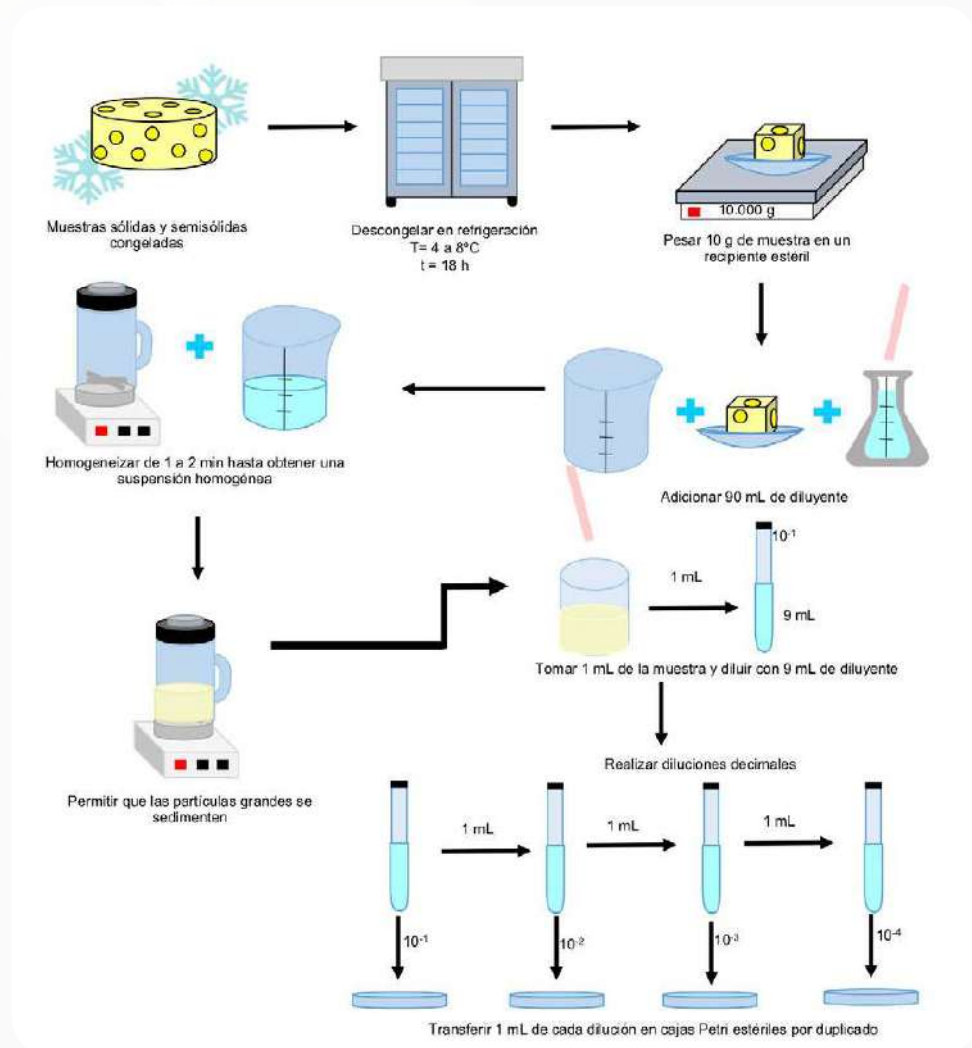 Muestras sólidas y semisólidas
congeladas
Descongelar en refrigeración
T= 4 a 8°C
t = 18 h
10.000 g
Pesar 10 g de muestra en un
recipiente estéril
Homogeneizar de 1 a 2 min hasta obtener una
suspensión homogénea
Adicionar 90 mL de diluyente
10⁻¹
1 mL
9 mL
Tomar 1 mL de la muestra y diluir con 9 mL de diluyente
Permitir que las partículas grandes se
sedimenten
Realizar diluciones decimales
1 mL
1 mL
1 mL
10⁻¹
10⁻²
10⁻³
10⁻⁴
Transferir 1 mL de cada dilución en cajas Petri estériles por duplicado